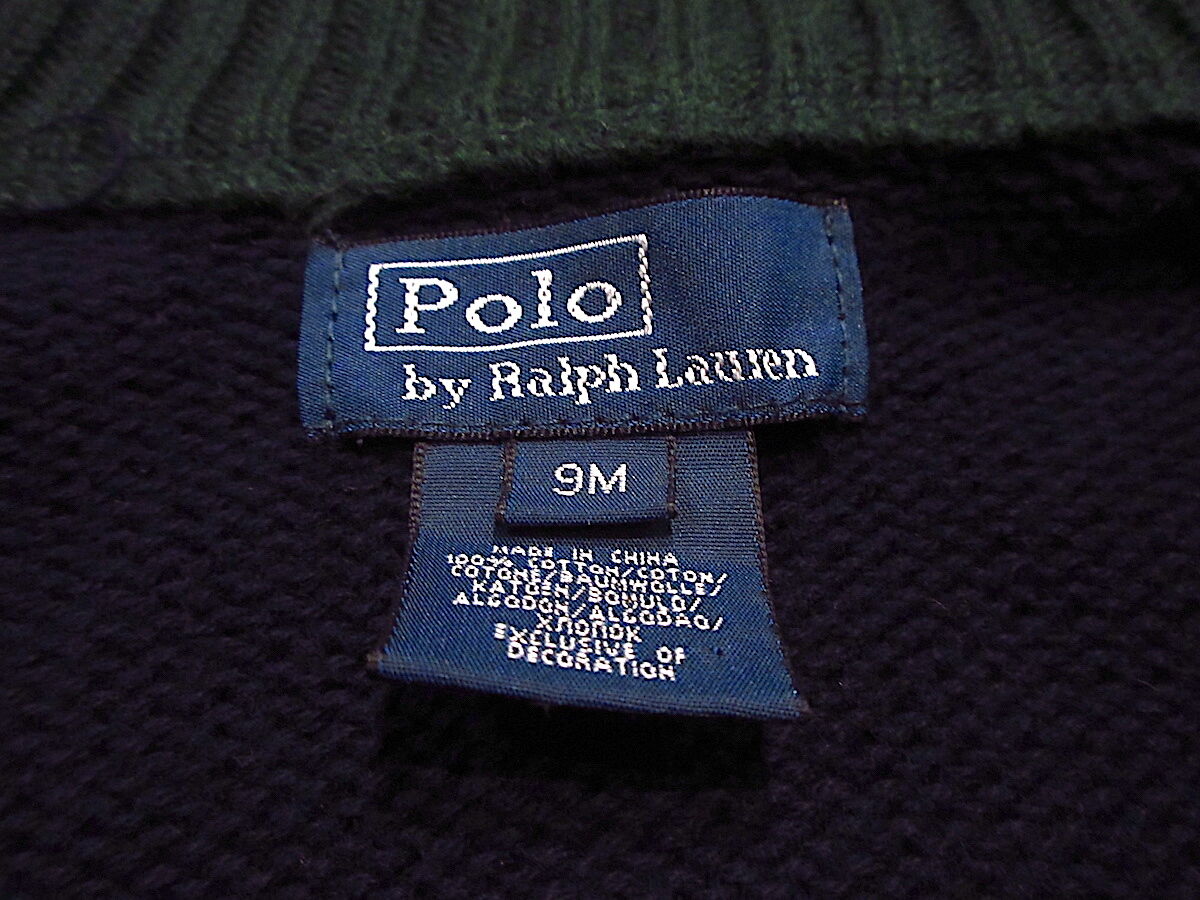 Polo
by Ralph Lauren
9M
MADE IN CHINA
100% COTTON/COTON/
COTONE/BAUMWOLLE/
KATOEN/BOMULD/
ALGODON/ALGODAO/
ХЛОПОК
EXCLUSIVE OF
DECORATION